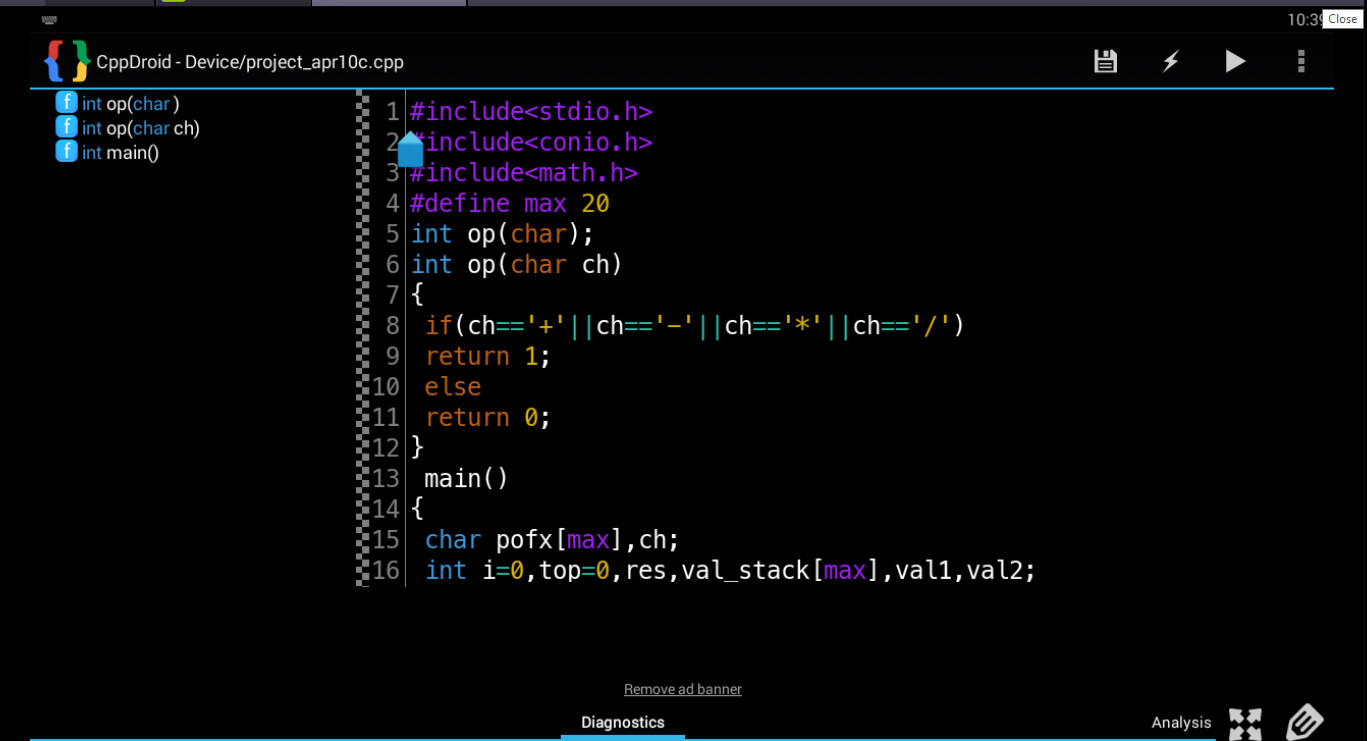 10:39
Close
CppDroid - Device/project_apr10c.cpp
f int op(char )
f int op(char ch)
f int main()
1 #include<stdio.h>
2 #include<conio.h>
3 #include<math.h>
4 #define max 20
5 int op(char);
6 int op(char ch)
7 {
8 if(ch=='+'||ch=='-'||ch=='*'||ch=='/')
9 return 1;
10 else
11 return 0;
12 }
13 main()
14 {
15 char pofx[max],ch;
16 int i=0,top=0,res,val_stack[max],val1,val2;
Remove ad banner
Diagnostics
Analysis